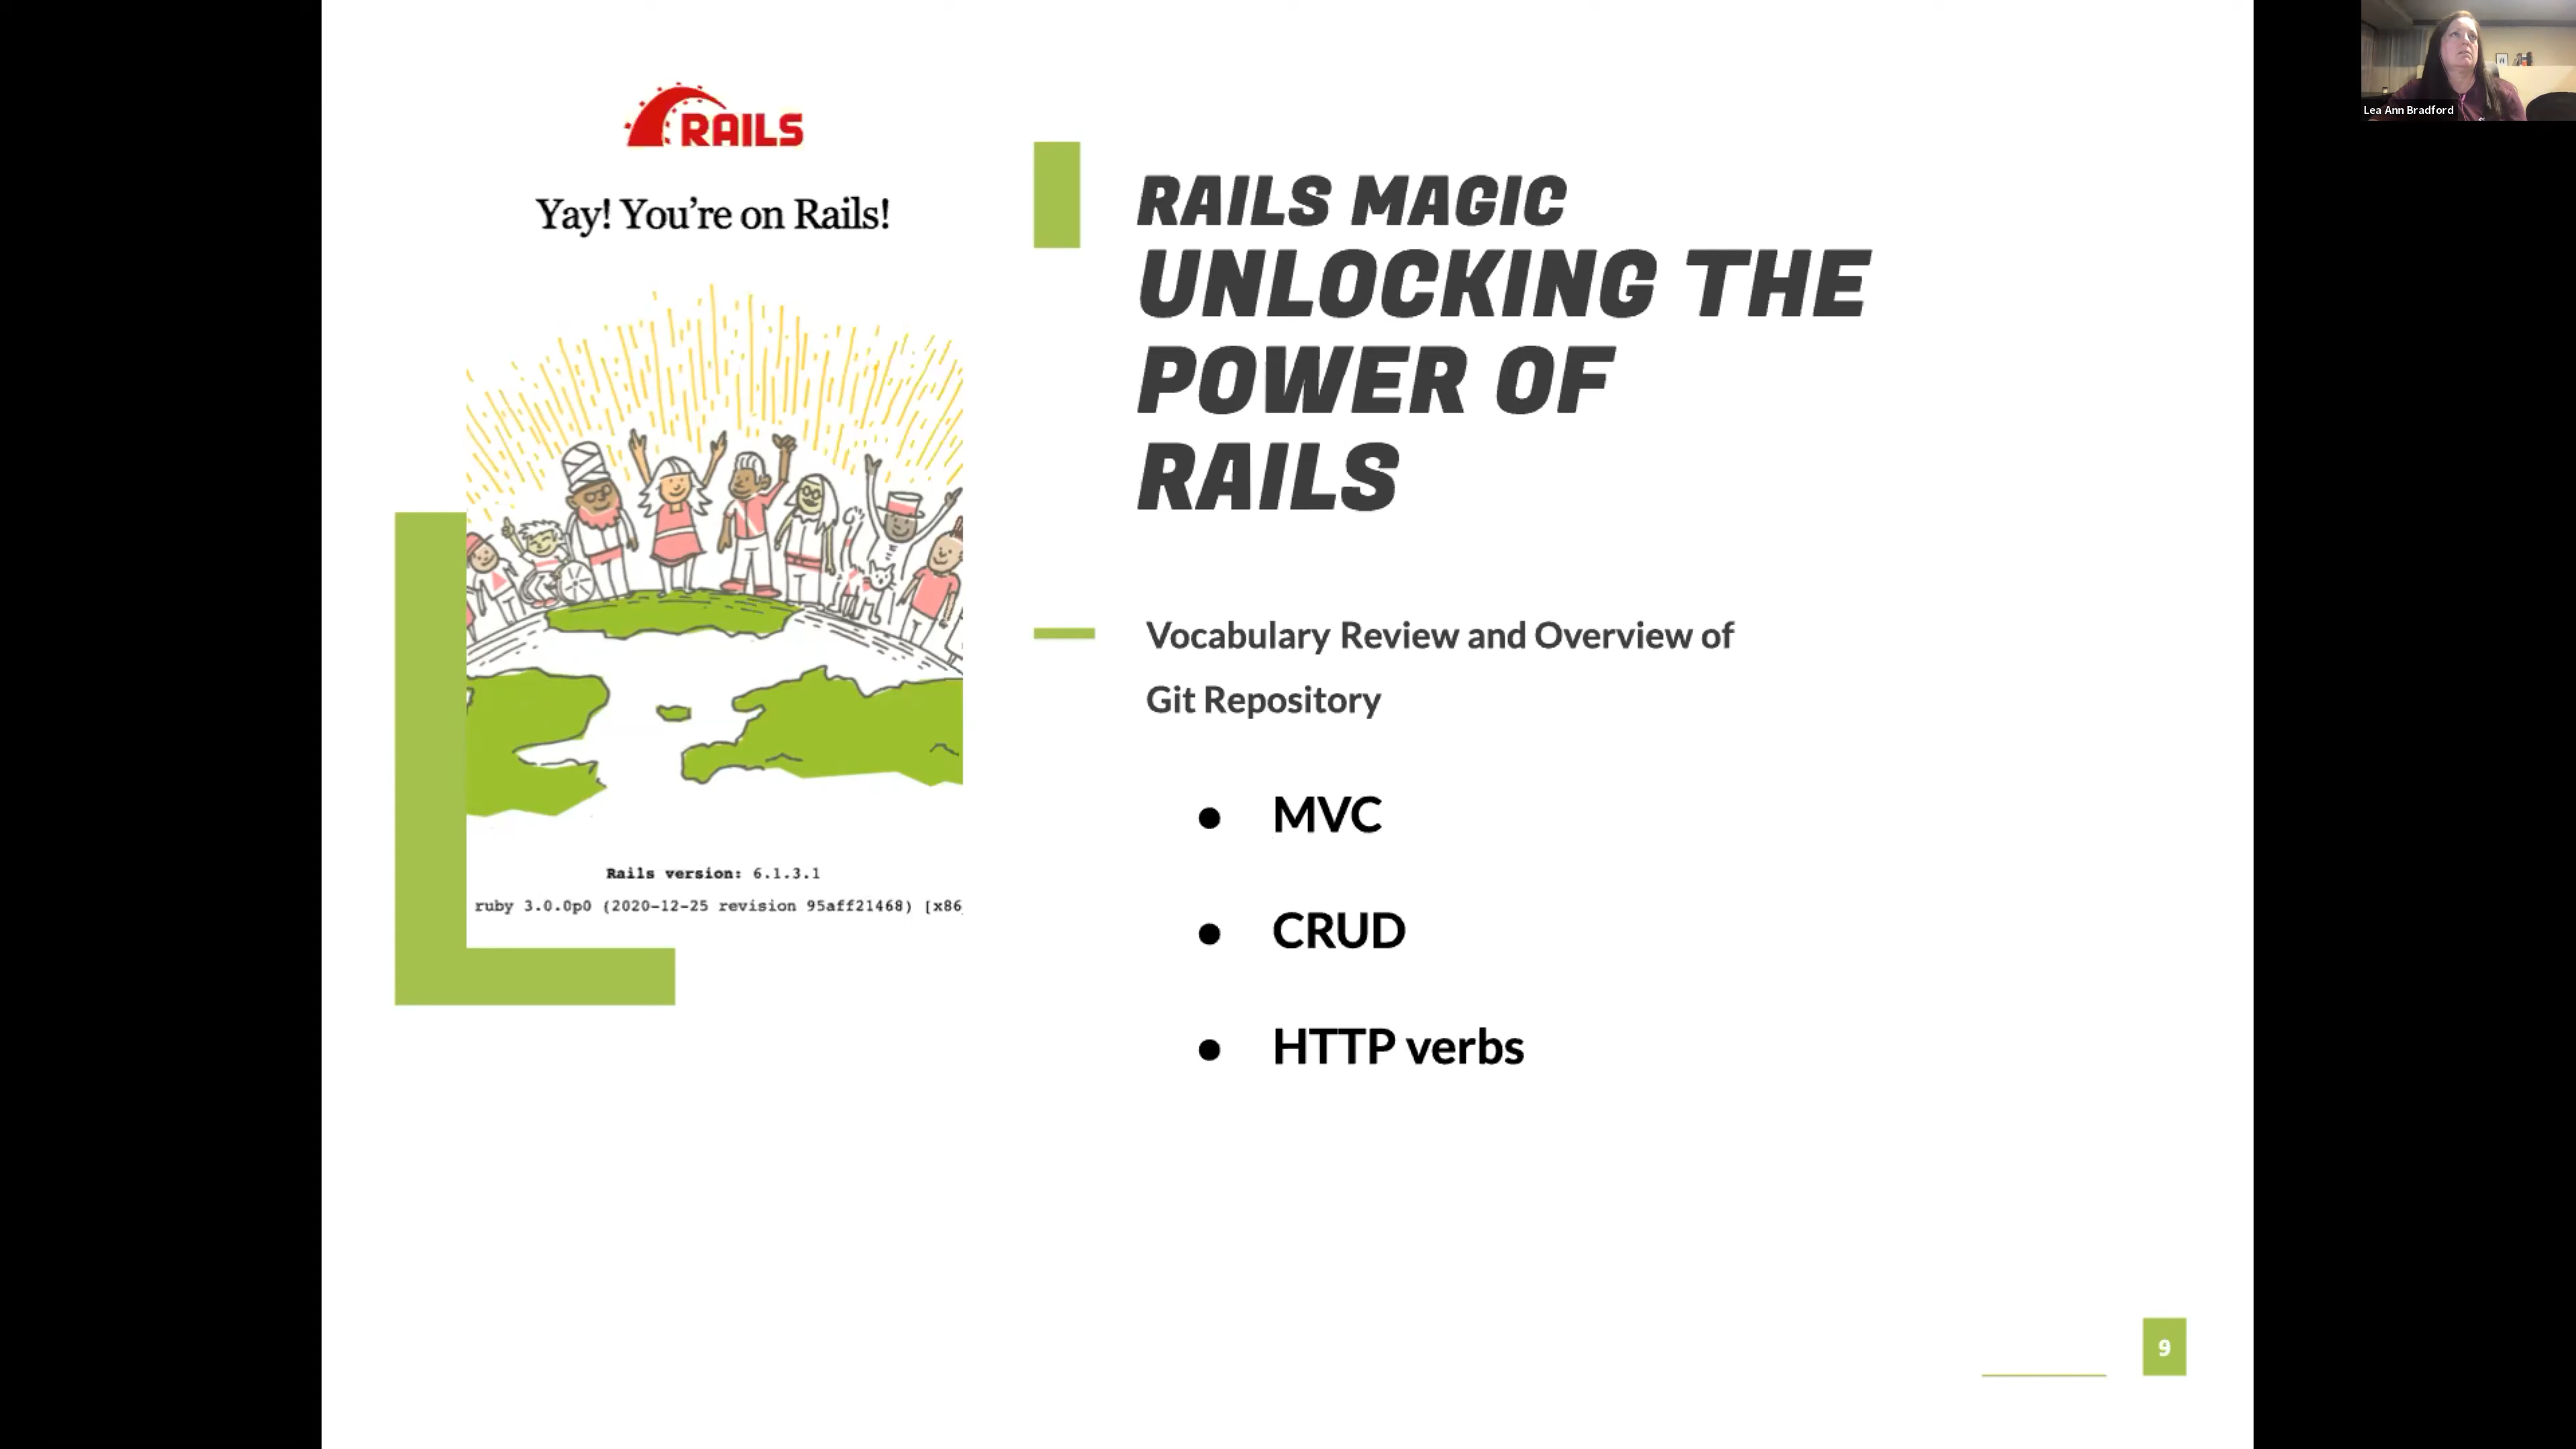 RAILS
Yay! You're on Rails!
Rails version: 6.1.3.1
ruby 3.0.0p0 (2020-12-25 revision 95aff21468) [x86
RAILS MAGIC
UNLOCKING THE
POWER OF
RAILS
Vocabulary Review and Overview of
Git Repository
● MVC
● CRUD
● HTTP verbs
9
Lea Ann Bradford